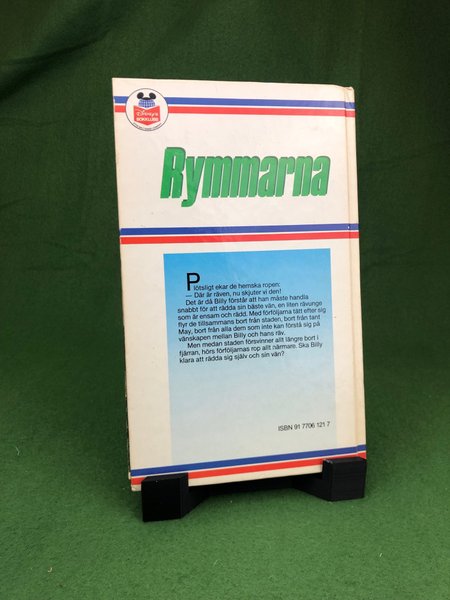 Disney's
BOKKLUBB
Rymmarna
Plötsligt ekar de hemska ropen:
— Där är räven, nu skjuter vi den!
Det är då Billy förstår att han måste handla
snabbt för att rädda sin bäste vän, en liten rävunge
som är ensam och rädd. Med förföljarna tätt efter sig
flyr de tillsammans bort från staden, bort från tant
May, bort från alla dem som inte kan förstå sig på
vänskapen mellan Billy och hans räv.
Men medan staden försvinner allt längre bort i
fjärran, hörs förföljarnas rop allt närmare. Ska Billy
klara att rädda sig själv och sin vän?
ISBN 91 7706 121 7